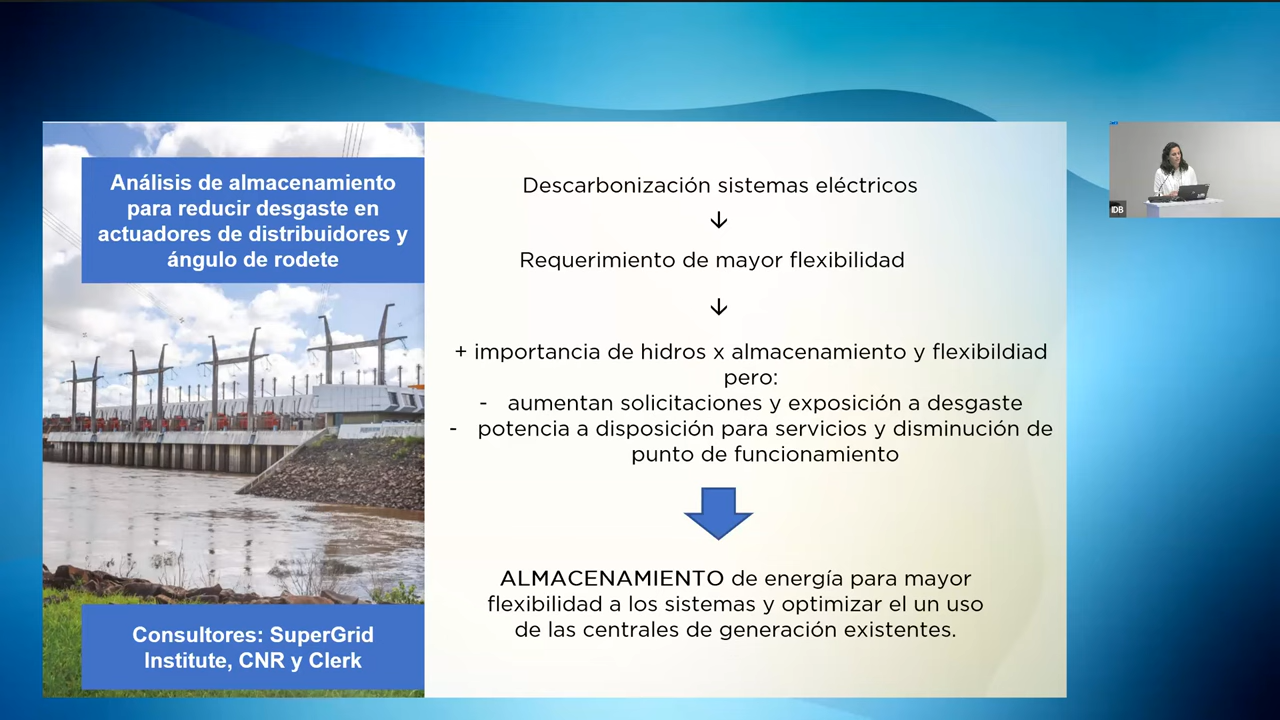 Análisis de almacenamiento
para reducir desgaste en
actuadores de distribuidores y
ángulo de rodete
Consultores: SuperGrid
Institute, CNR y Clerk
Descarbonización sistemas eléctricos
↓
Requerimiento de mayor flexibilidad
↓
+ importancia de hidros x almacenamiento y flexibildiad
pero:
- aumentan solicitaciones y exposición a desgaste
- potencia a disposición para servicios y disminución de
punto de funcionamiento
ALMACENAMIENTO de energía para mayor
flexibilidad a los sistemas y optimizar el un uso
de las centrales de generación existentes.
IDB